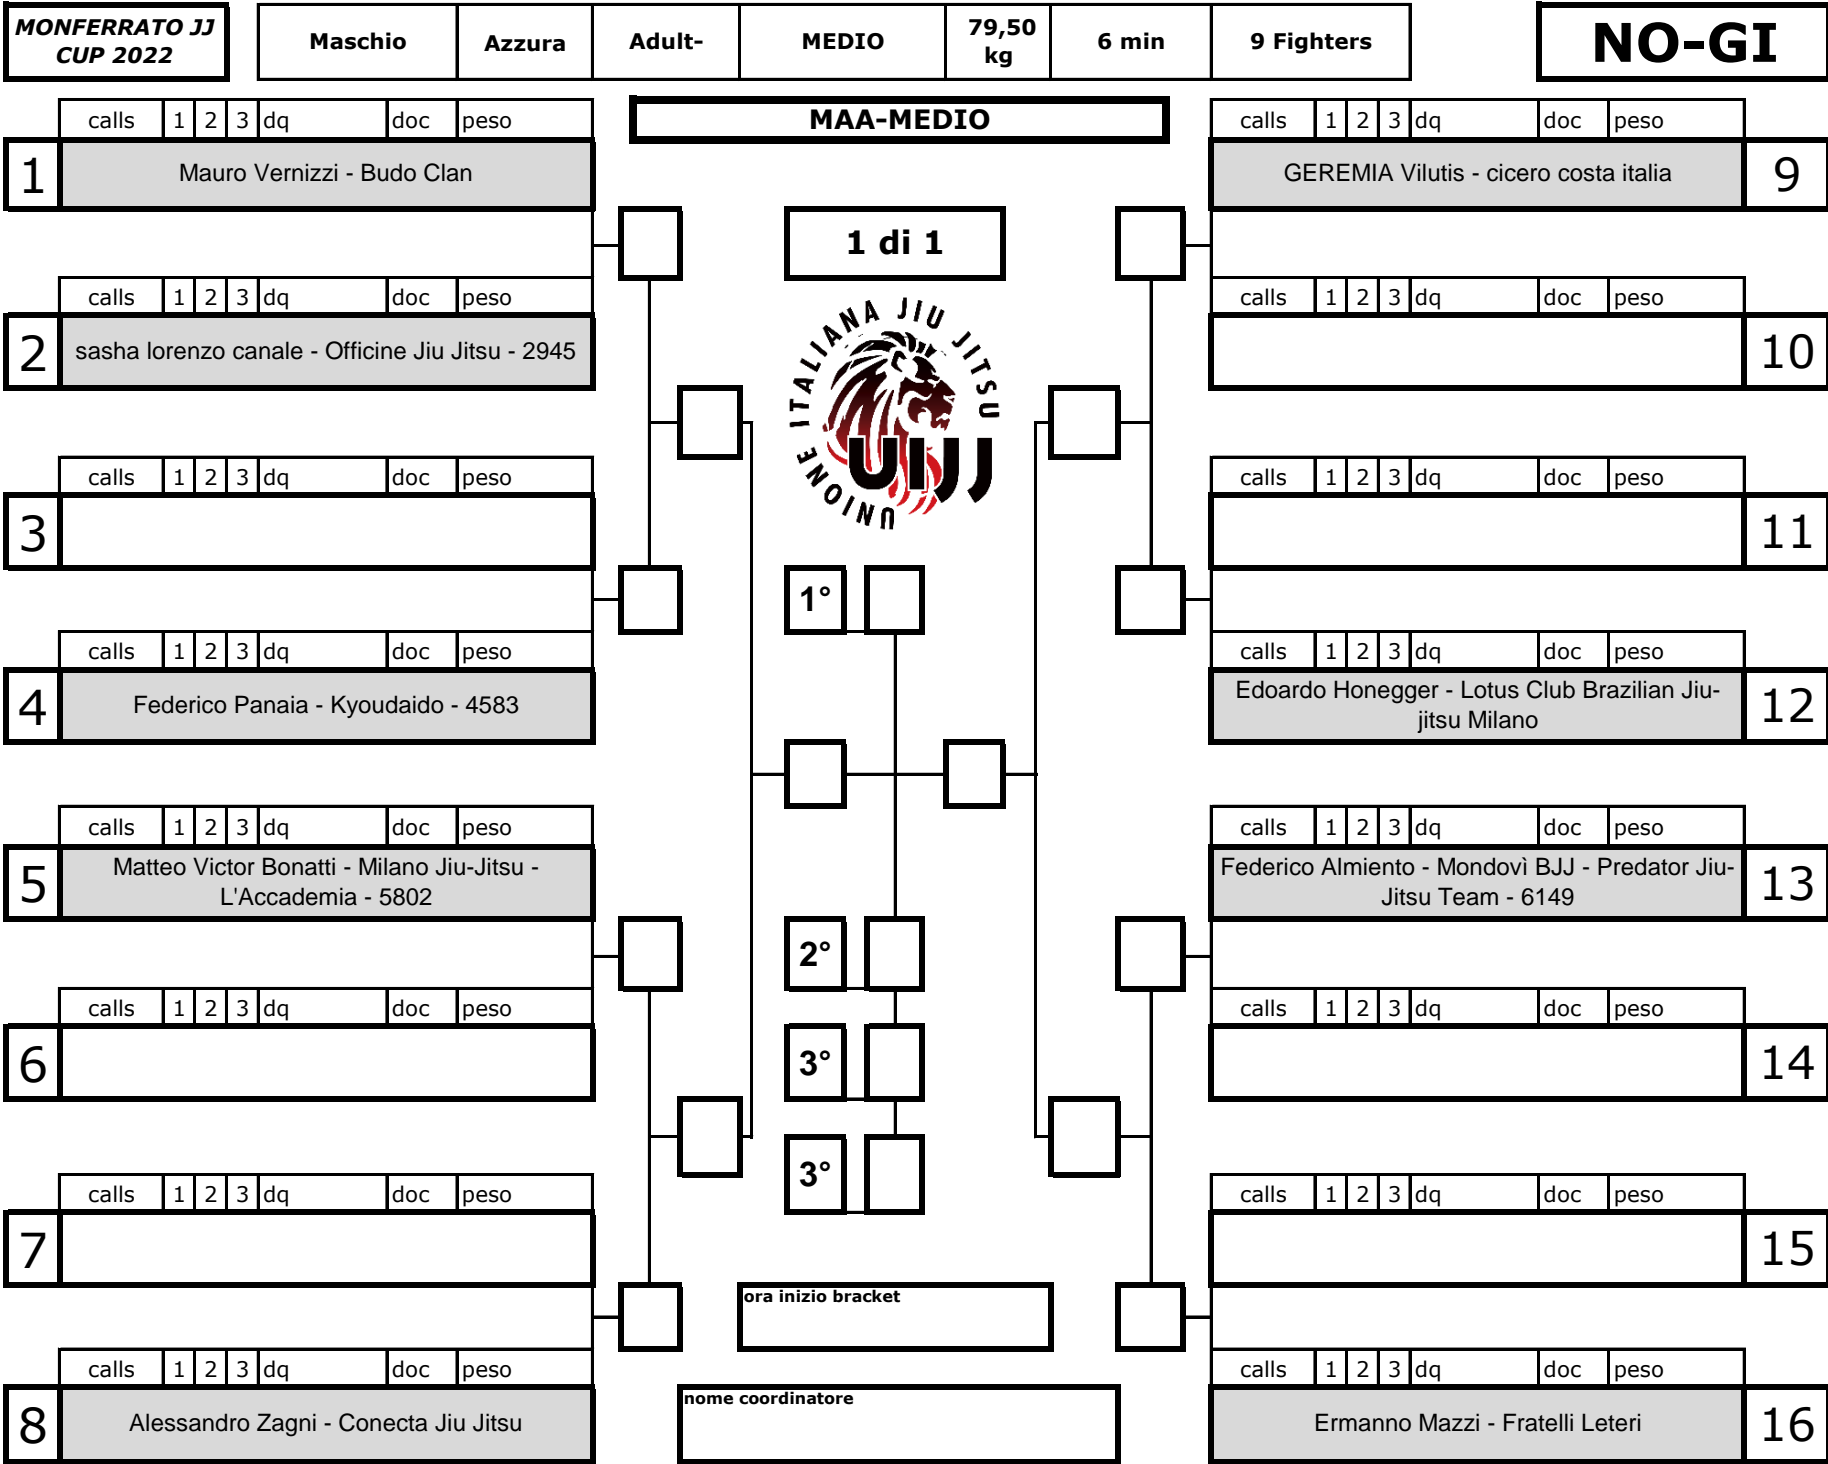 MONFERRATO JJ
CUP 2022
Maschio
Azzura
Adult-
MEDIO
79,50
kg
6 min
9 Fighters
NO-GI
MAA-MEDIO
1 di 1
calls 1 2 3 dq doc peso
1
Mauro Vernizzi - Budo Clan
calls 1 2 3 dq doc peso
2
sasha lorenzo canale - Officine Jiu Jitsu - 2945
calls 1 2 3 dq doc peso
3
calls 1 2 3 dq doc peso
4
Federico Panaia - Kyoudaido - 4583
calls 1 2 3 dq doc peso
5
Matteo Victor Bonatti - Milano Jiu-Jitsu -
L'Accademia - 5802
calls 1 2 3 dq doc peso
6
calls 1 2 3 dq doc peso
7
calls 1 2 3 dq doc peso
8
Alessandro Zagni - Conecta Jiu Jitsu
UNIONE ITALIANA JIU JITSU
UIJJ
1°
2°
3°
3°
ora inizio bracket
nome coordinatore
calls 1 2 3 dq doc peso
GEREMIA Vilutis - cicero costa italia
9
calls 1 2 3 dq doc peso
10
calls 1 2 3 dq doc peso
11
calls 1 2 3 dq doc peso
Edoardo Honegger - Lotus Club Brazilian Jiu-
jitsu Milano
12
calls 1 2 3 dq doc peso
Federico Almiento - Mondovì BJJ - Predator Jiu-
Jitsu Team - 6149
13
calls 1 2 3 dq doc peso
14
calls 1 2 3 dq doc peso
15
calls 1 2 3 dq doc peso
Ermanno Mazzi - Fratelli Leteri
16